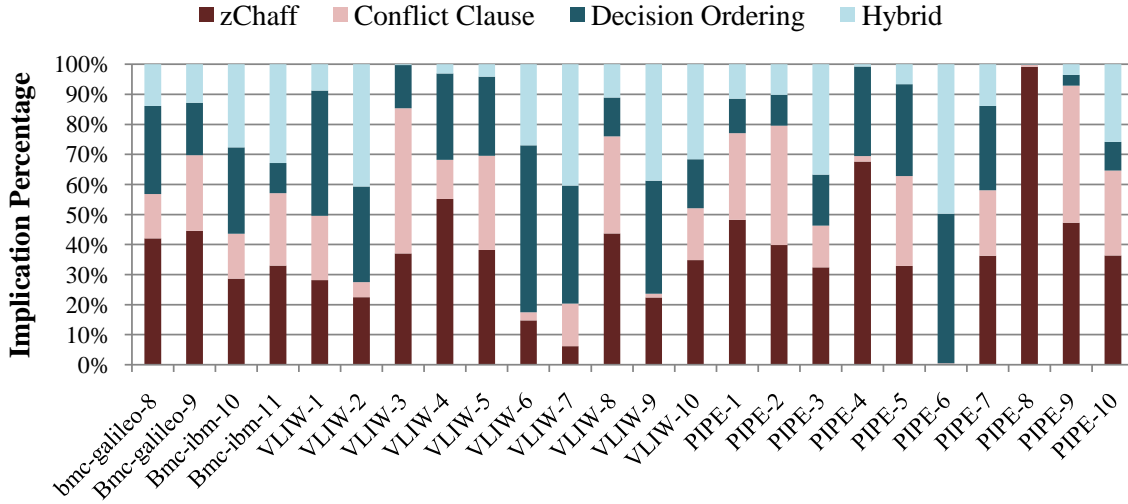 zChaff Conflict Clause Decision Ordering Hybrid
Implication Percentage
100%
90%
80%
70%
60%
50%
40%
30%
20%
10%
0%
bmc-galileo-8
Bmc-galileo-9
Bmc-ibm-10
Bmc-ibm-11
VLIW-1
VLIW-2
VLIW-3
VLIW-4
VLIW-5
VLIW-6
VLIW-7
VLIW-8
VLIW-9
VLIW-10
PIPE-1
PIPE-2
PIPE-3
PIPE-4
PIPE-5
PIPE-6
PIPE-7
PIPE-8
PIPE-9
PIPE-10